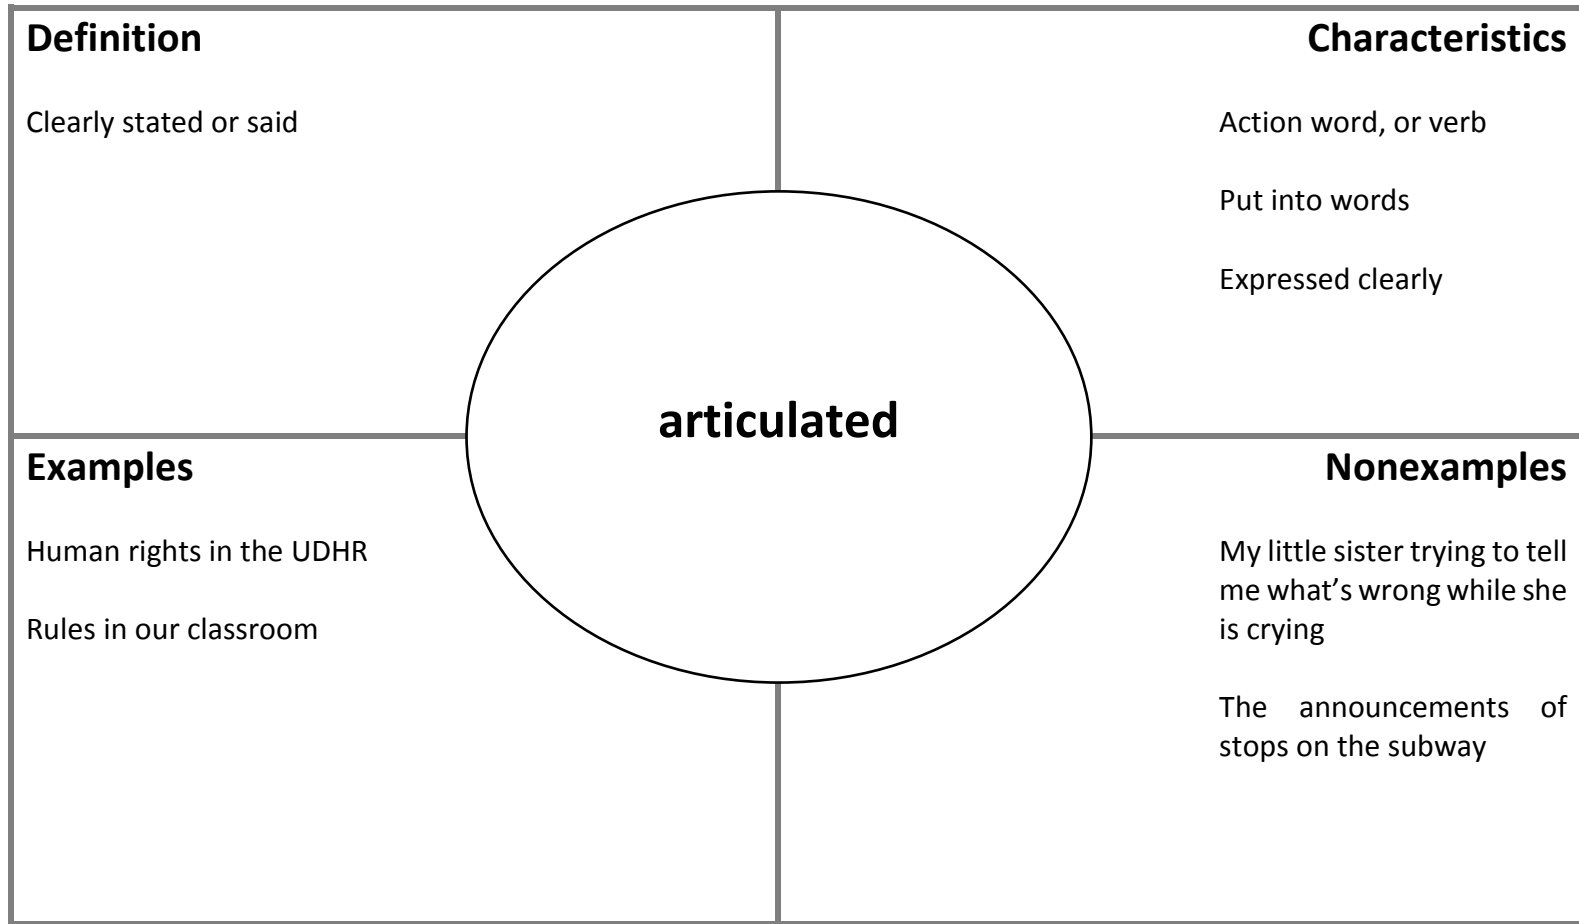 Definition
Clearly stated or said
Characteristics
Action word, or verb
Put into words
Expressed clearly
articulated
Examples
Human rights in the UDHR
Rules in our classroom
Nonexamples
My little sister trying to tell
me what’s wrong while she
is crying
The announcements of
stops on the subway